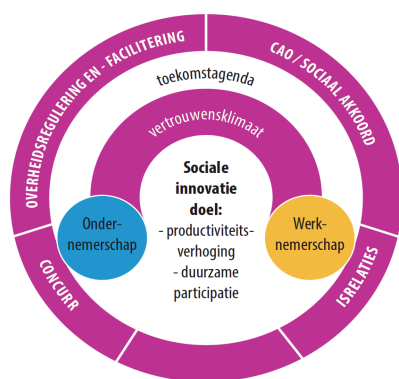 OVERHEIDSREGULERING EN - FACILITERING
CAO / SOCIAAL AKKOORD
toekomstagenda
vertrouwensklimaat
Sociale
innovatie
doel:
- productiviteits-
verhoging
- duurzame
participatie
Onder-
nemerschap
Werk-
nemerschap
CONCURR
ISRELATIES